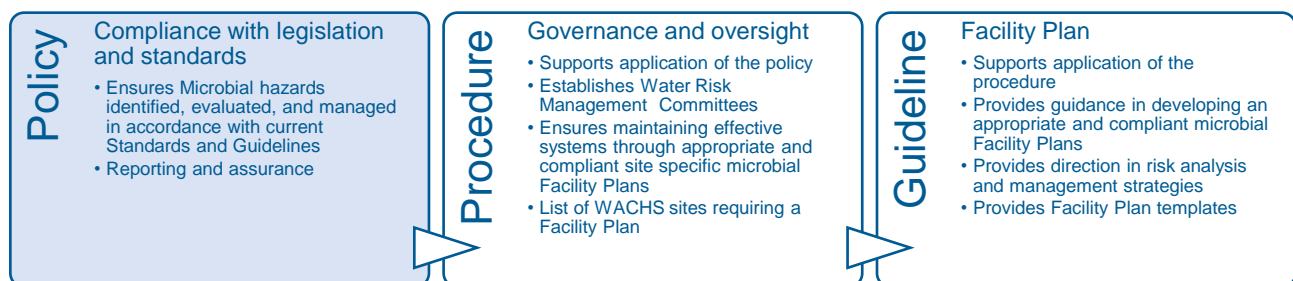 Policy
Compliance with legislation
and standards
• Ensures Microbial hazards
identified, evaluated, and managed
in accordance with current
Standards and Guidelines
• Reporting and assurance
Procedure
Governance and oversight
• Supports application of the policy
• Establishes Water Risk
Management Committees
• Ensures maintaining effective
systems through appropriate and
compliant site specific microbial
Facility Plans
• List of WACHS sites requiring a
Facility Plan
Guideline
Facility Plan
• Supports application of the
procedure
• Provides guidance in developing an
appropriate and compliant microbial
Facility Plans
• Provides direction in risk analysis
and management strategies
• Provides Facility Plan templates